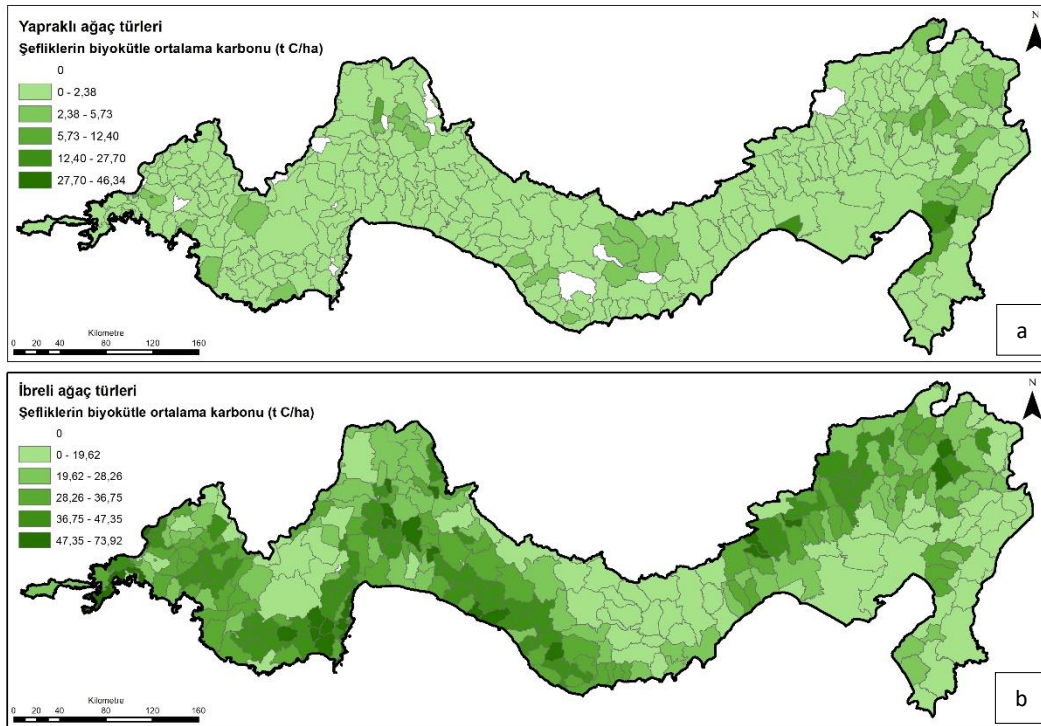 Yapraklı ağaç türleri
Şefliklerin biyokütle ortalama karbonu (t C/ha)
0
0 - 2,38
2,38 - 5,73
5,73 - 12,40
12,40 - 27,70
27,70 - 46,34
N
Kilometre
0 20 40 80 120 160
a
İbreli ağaç türleri
Şefliklerin biyokütle ortalama karbonu (t C/ha)
0
0 - 19,62
19,62 - 28,26
28,26 - 36,75
36,75 - 47,35
47,35 - 73,92
N
Kilometre
0 20 40 80 120 160
b